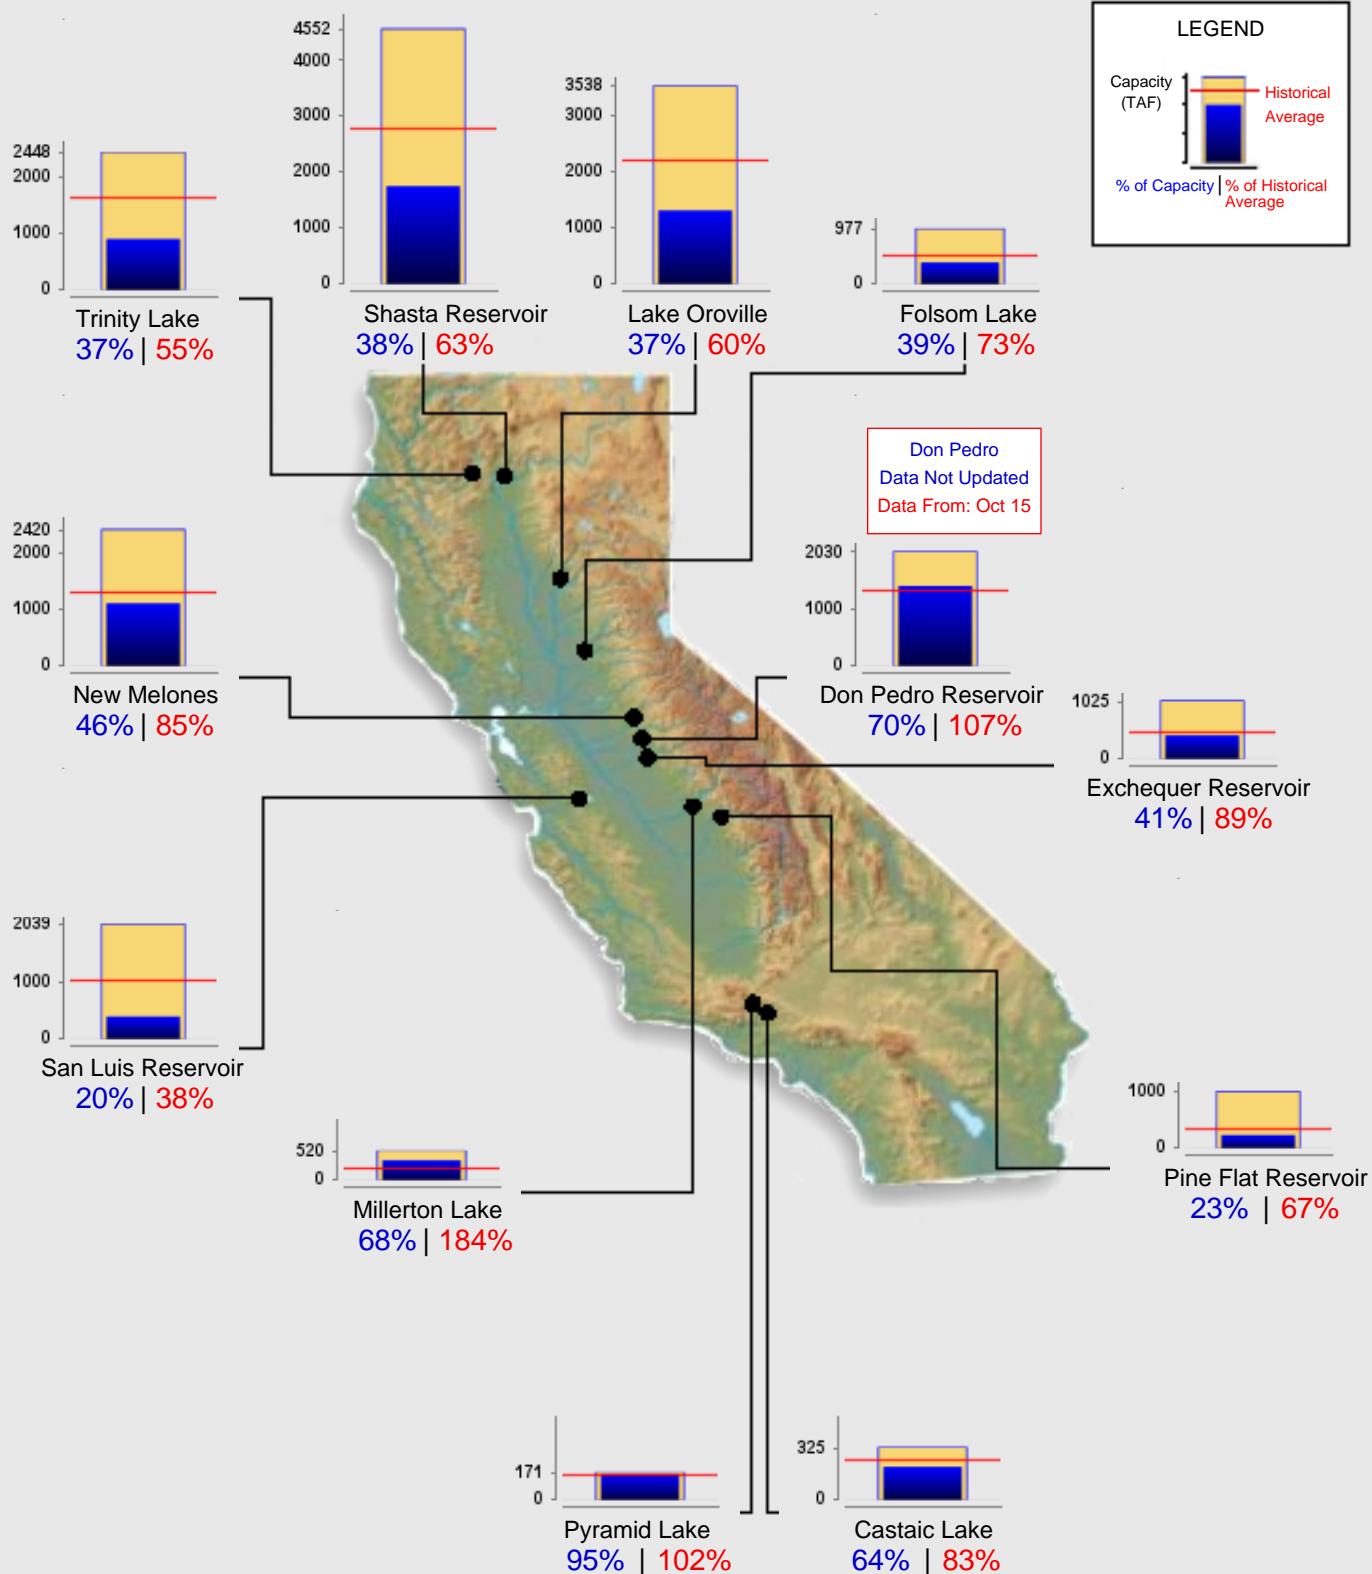 LEGEND
Capacity
(TAF)
Historical
Average
% of Capacity | % of Historical
Average
4552
4000
3000
2000
1000
0
Shasta Reservoir
38% | 63%
3538
3000
2000
1000
0
Lake Oroville
37% | 60%
2448
2000
1000
0
Trinity Lake
37% | 55%
977
0
Folsom Lake
39% | 73%
Don Pedro
Data Not Updated
Data From: Oct 15
2030
1000
0
Don Pedro Reservoir
70% | 107%
2420
2000
1000
0
New Melones
46% | 85%
1025
0
Exchequer Reservoir
41% | 89%
2039
1000
0
San Luis Reservoir
20% | 38%
520
0
Millerton Lake
68% | 184%
1000
0
Pine Flat Reservoir
23% | 67%
171
0
Pyramid Lake
95% | 102%
325
0
Castaic Lake
64% | 83%